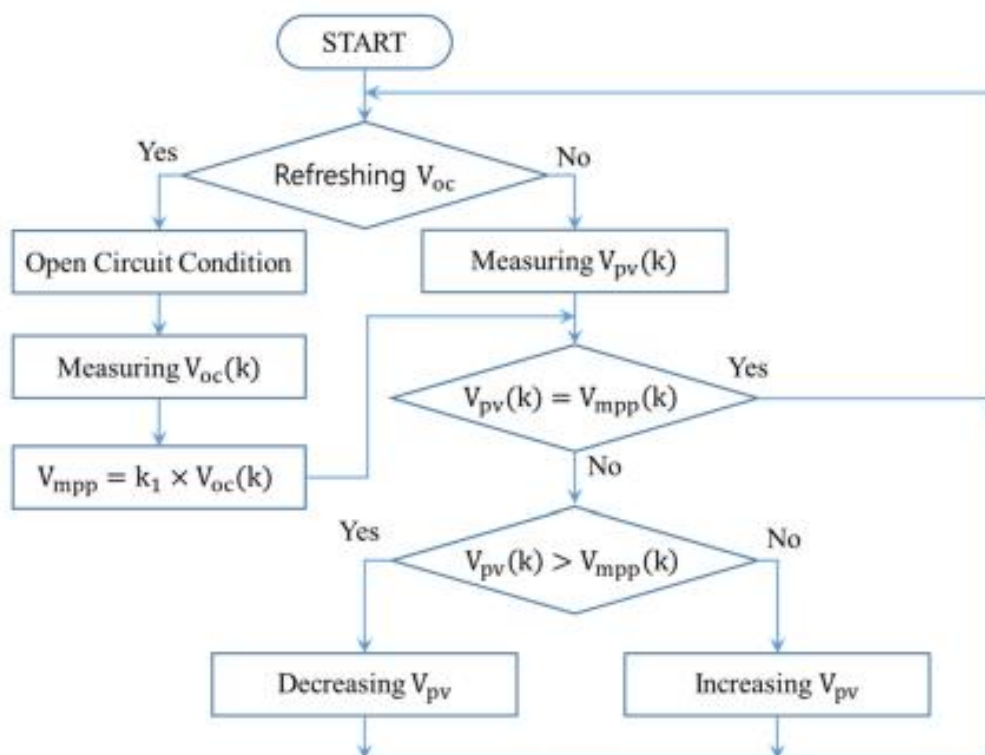 START
Yes
No
Refreshing V_oc
Open Circuit Condition
Measuring V_pv(k)
Measuring V_oc(k)
V_pv(k) = V_mpp(k)
Yes
V_mpp = k_1 × V_oc(k)
No
Yes
No
V_pv(k) > V_mpp(k)
Decreasing V_pv
Increasing V_pv